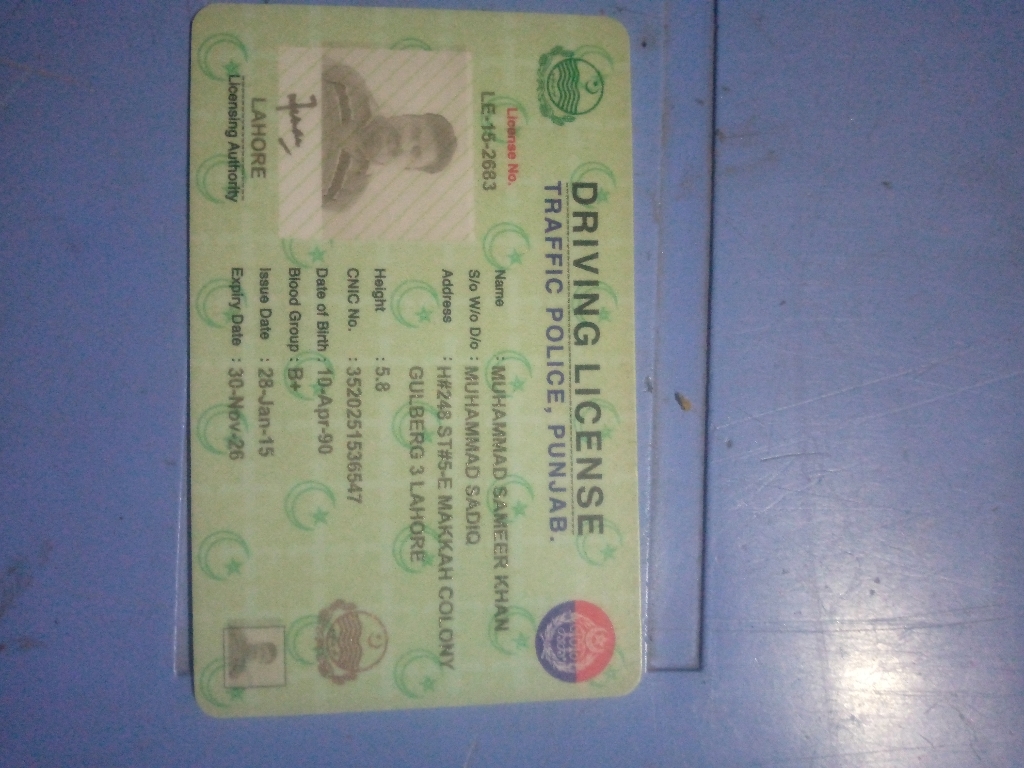 DRIVING LICENSE
TRAFFIC POLICE, PUNJAB.
License No.
LE-15-2683
Name : MUHAMMAD SAMEER KHAN
S/o W/o D/o : MUHAMMAD SADIQ
Address : H#248 ST#5-E MAKKAH COLONY
GULBERG 3 LAHORE
Height : 5.8
CNIC No. : 3520251536547
Date of Birth : 10-Apr-90
Blood Group : B+
Issue Date : 28-Jan-15
Expiry Date : 30-Nov-26
LAHORE
Licensing Authority